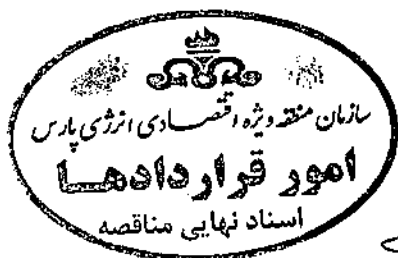 سازمان منطقه ویژه اقتصادی انرژی پارس
امور قراردادها
اسناد نهایی مناقصه